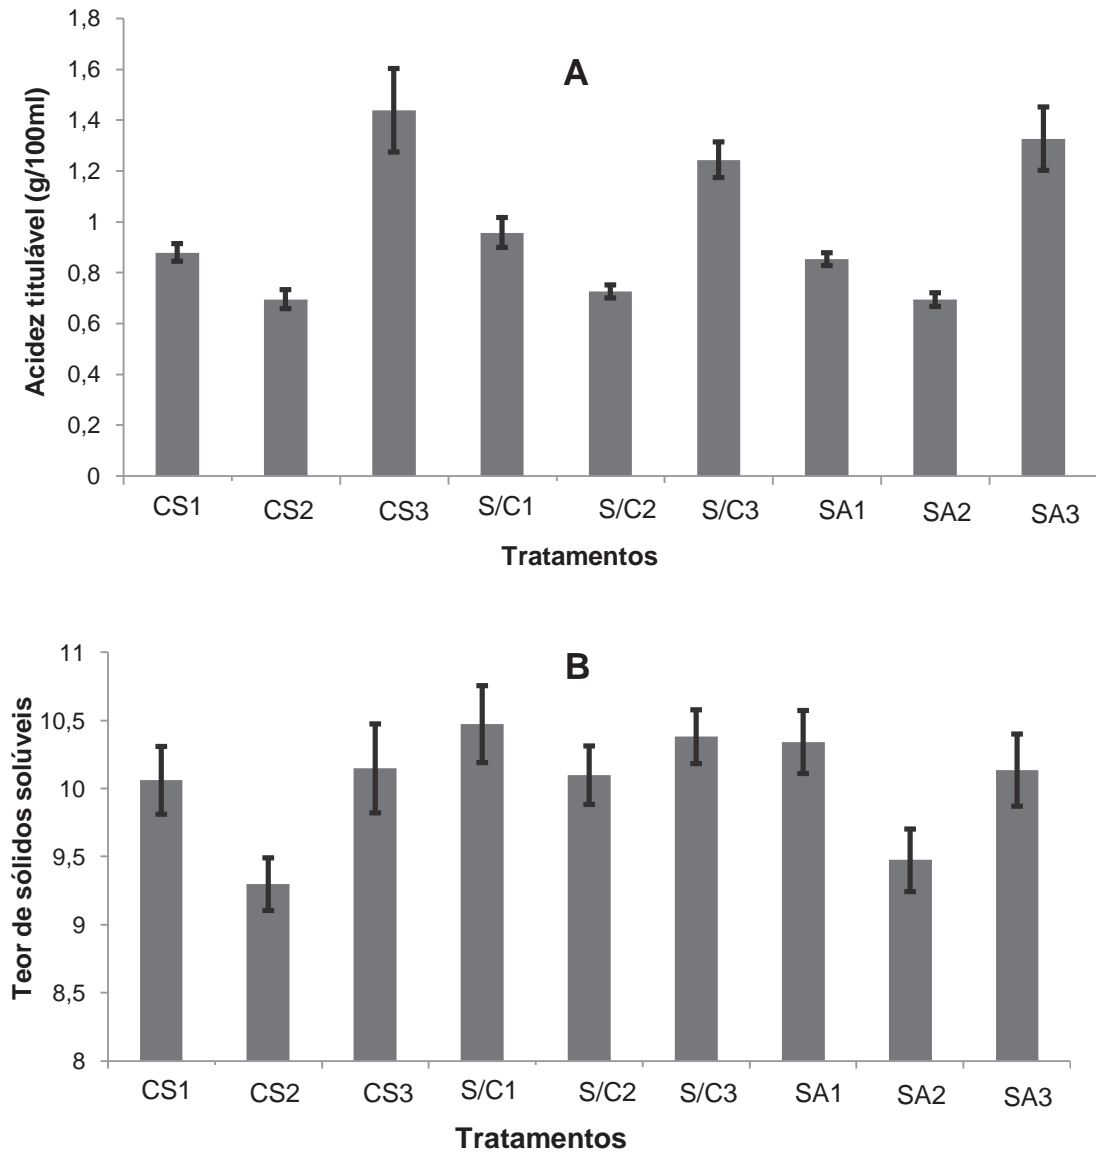 A
Acidez titulável (g/100ml)
1,8
1,6
1,4
1,2
1
0,8
0,6
0,4
0,2
0
CS1 CS2 CS3 S/C1 S/C2 S/C3 SA1 SA2 SA3
Tratamentos
B
Teor de sólidos solúveis
11
10,5
10
9,5
9
8,5
8
CS1 CS2 CS3 S/C1 S/C2 S/C3 SA1 SA2 SA3
Tratamentos